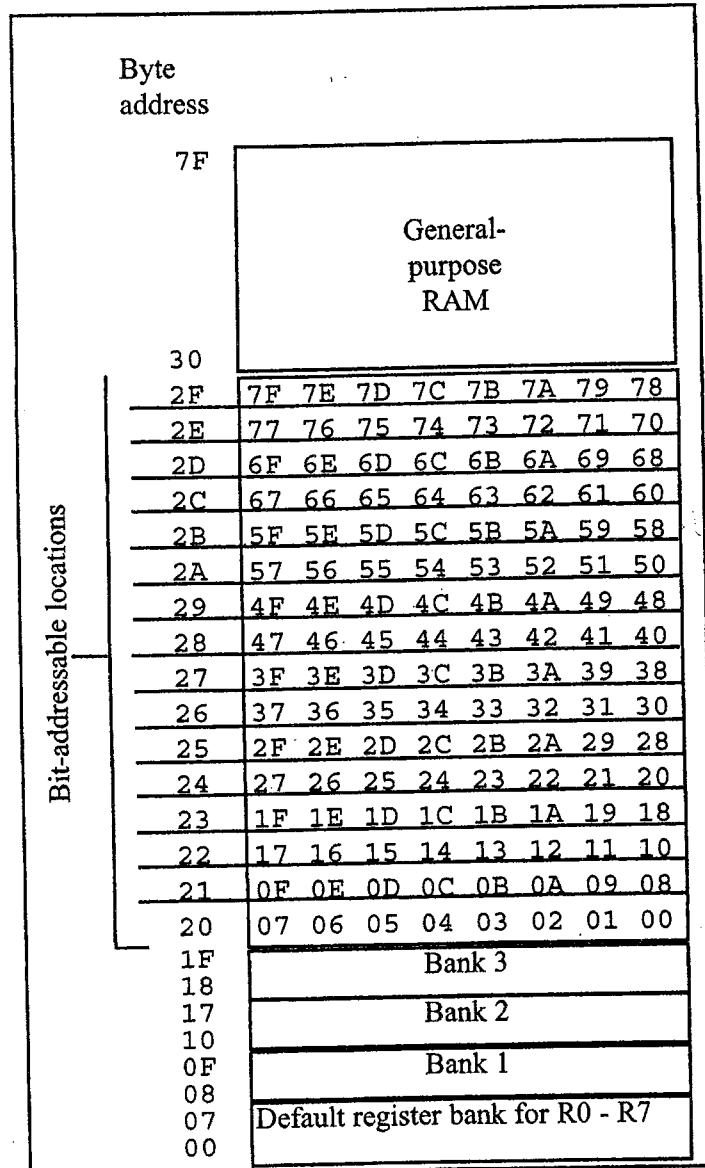 Byte
address
7F
General-
purpose
RAM
30
2F 7F 7E 7D 7C 7B 7A 79 78
2E 77 76 75 74 73 72 71 70
2D 6F 6E 6D 6C 6B 6A 69 68
2C 67 66 65 64 63 62 61 60
2B 5F 5E 5D 5C 5B 5A 59 58
2A 57 56 55 54 53 52 51 50
29 4F 4E 4D 4C 4B 4A 49 48
28 47 46 45 44 43 42 41 40
27 3F 3E 3D 3C 3B 3A 39 38
26 37 36 35 34 33 32 31 30
25 2F 2E 2D 2C 2B 2A 29 28
24 27 26 25 24 23 22 21 20
23 1F 1E 1D 1C 1B 1A 19 18
22 17 16 15 14 13 12 11 10
21 0F 0E 0D 0C 0B 0A 09 08
20 07 06 05 04 03 02 01 00
Bit-addressable locations
1F Bank 3
18
17 Bank 2
10
0F Bank 1
08
07 Default register bank for R0 - R7
00